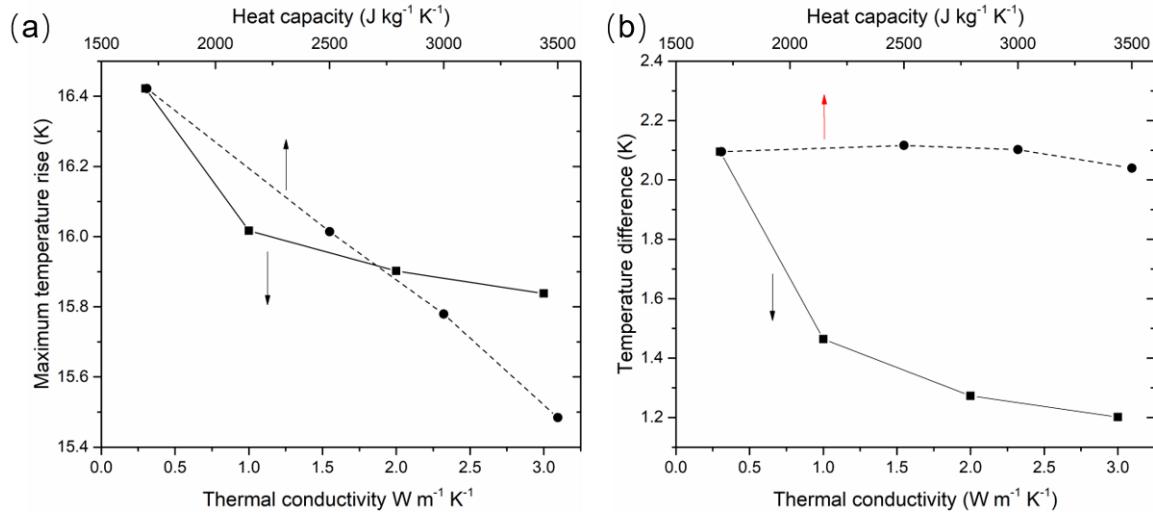 (a)
Heat capacity (J kg⁻¹ K⁻¹)
1500 2000 2500 3000 3500
Maximum temperature rise (K)
16.4
16.2
16.0
15.8
15.6
15.4
0.0 0.5 1.0 1.5 2.0 2.5 3.0
Thermal conductivity W m⁻¹ K⁻¹
(b)
Heat capacity (J kg⁻¹ K⁻¹)
1500 2000 2500 3000 3500
Temperature difference (K)
2.4
2.2
2.0
1.8
1.6
1.4
1.2
0.0 0.5 1.0 1.5 2.0 2.5 3.0
Thermal conductivity (W m⁻¹ K⁻¹)